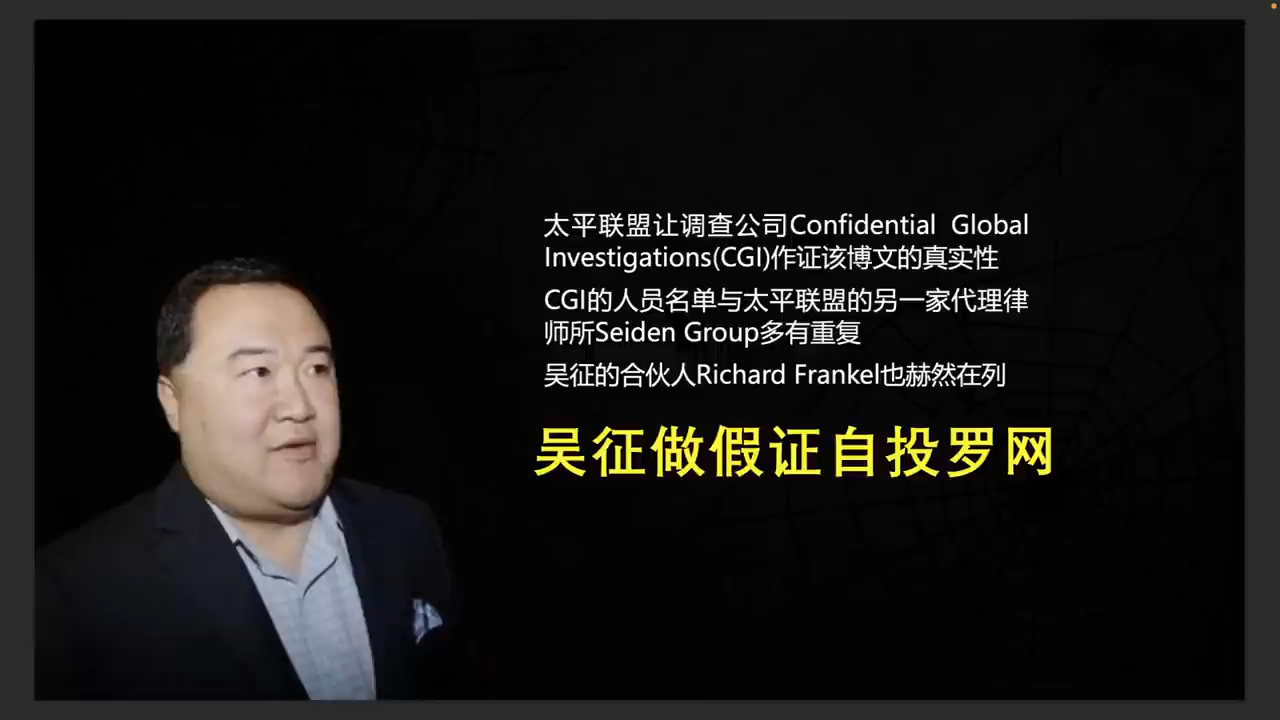 太平联盟让调查公司Confidential Global
Investigations(CGI)作证该博文的真实性
CGI的人员名单与太平联盟的另一家代理律
师所Seiden Group多有重复
吴征的合伙人Richard Frankel也赫然在列
吴征做假证自投罗网